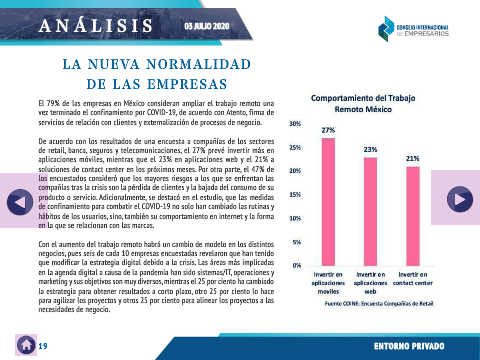 ANÁLISIS
03 JULIO 2020
CONSEJO INTERNACIONAL
DE EMPRESARIOS
LA NUEVA NORMALIDAD
DE LAS EMPRESAS
El 79% de las empresas en México consideran ampliar el trabajo remoto una
vez terminado el confinamiento por COVID-19, de acuerdo con Atento, firma de
servicios de relación con clientes y externalización de procesos de negocio.
De acuerdo con los resultados de una encuesta a compañías de los sectores
de retail, banca, seguros y telecomunicaciones, el 27% prevé invertir más en
aplicaciones móviles, mientras que el 23% en aplicaciones web y el 21% a
soluciones de contact center en los próximos meses. Por otra parte, el 47% de
los encuestados consideró que los mayores riesgos a los que se enfrentan las
compañías tras la crisis son la pérdida de clientes y la bajada del consumo de su
producto o servicio. Adicionalmente, se destacó en el estudio, que las medidas
de confinamiento para combatir el COVID-19 no solo han cambiado las rutinas y
hábitos de los usuarios, sino, también su comportamiento en internet y la forma
en la que se relacionan con las marcas.
Con el aumento del trabajo remoto habrá un cambio de modelo en los distintos
negocios, pues seis de cada 10 empresas encuestadas revelaron que han tenido
que modificar la estrategia digital debido a la crisis. Las áreas más implicadas
en la agenda digital a causa de la pandemia han sido sistemas/IT, operaciones y
marketing y sus objetivos son muy diversos, mientras el 25 por ciento ha cambiado
la estrategia para obtener resultados a corto plazo, otro 25 por ciento lo hace
para agilizar los proyectos y otros 25 por ciento para alinear los proyectos a las
necesidades de negocio.
Comportamiento del Trabajo
Remoto México
30%
25%
20%
15%
10%
5%
0%
27%
23%
21%
Invertir en aplicaciones moviles
Invertir en aplicaciones web
Invertir en contact center
Fuente COINE: Encuesta Compañías de Retail
19
ENTORNO PRIVADO